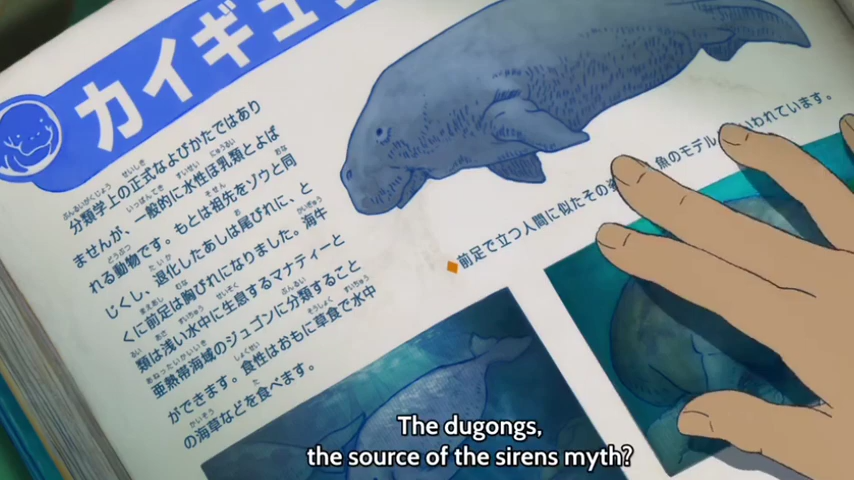 カイギュ
分類学上の正式なよびかたではあり
ませんが、一般的に水性ほ乳類とよば
れる動物です。もとは祖先をゾウと同
じくし、退化したあしは尾びれに、と
くに前足は胸びれになりました。海牛
類は浅い水中に生息するマナティーと
亜熱帯海域のジュゴンに分類すること
ができます。食性はおもに草食で水中
の海草などを食べます。
前足で立つ人間に似たその 魚のモデル いわれています。
The dugongs,
the source of the sirens myth?